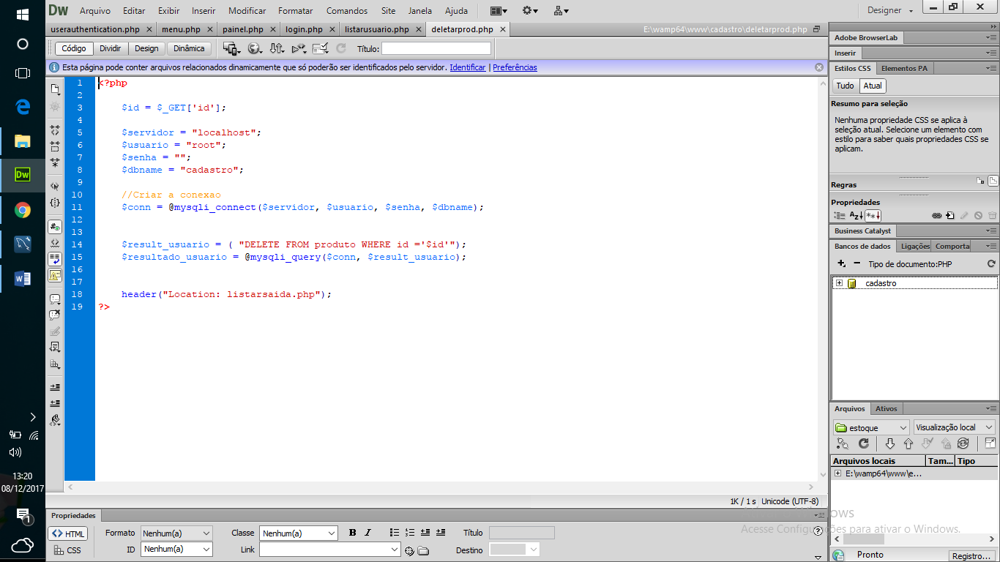 Dw Arquivo Editar Exibir Inserir Modificar Formatar Comandos Site Janela Ajuda Designer
userauthentication.php × menu.php × painel.php × login.php × listarusuario.php × deletarprod.php × E:\wamp64\www\cadastro\deletarprod.php
Código Dividir Design Dinâmica Título:
Esta página pode conter arquivos relacionados dinamicamente que só poderão ser identificados pelo servidor. Identificar | Preferências
1 <?php
2
3 $id = $_GET['id'];
4
5 $servidor = "localhost";
6 $usuario = "root";
7 $senha = "";
8 $dbname = "cadastro";
9
10 //Criar a conexao
11 $conn = @mysqli_connect($servidor, $usuario, $senha, $dbname);
12
13
14 $result_usuario = ( "DELETE FROM produto WHERE id ='$id'");
15 $resultado_usuario = @mysqli_query($conn, $result_usuario);
16
17
18 header("Location: listarsaida.php");
19 ?>
1K / 1 s Unicode (UTF-8)
Propriedades
HTML Formato Nenhum(a) Classe Nenhum(a) B I Título
CSS ID Nenhum(a) Link Destino
Adobe BrowserLab
Inserir
Estilos CSS Elementos PA
Tudo Atual
Resumo para seleção
Nenhuma propriedade CSS se aplica à
seleção atual. Selecione um elemento com
estilo para saber quais propriedades CSS se
aplicam.
Regras
Propriedades
Business Catalyst
Bancos de dados Ligações Comporta
Tipo de documento:PHP
cadastro
Arquivos Ativos
estoque Visualização local
Arquivos locais Tam... Tipo
E:\wamp64\www\e...
Acesse Configurações para ativar o Windows.
Pronto Registro...
Dw
13:20
08/12/2017
1